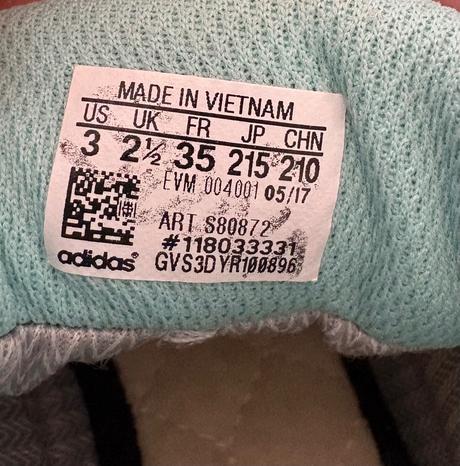 MADE IN VIETNAM
US UK FR JP CHN
3 2½ 35 215 210
EVM 004001 05/17
ART S80872
#118033331
adidas® GVS3DYR100896